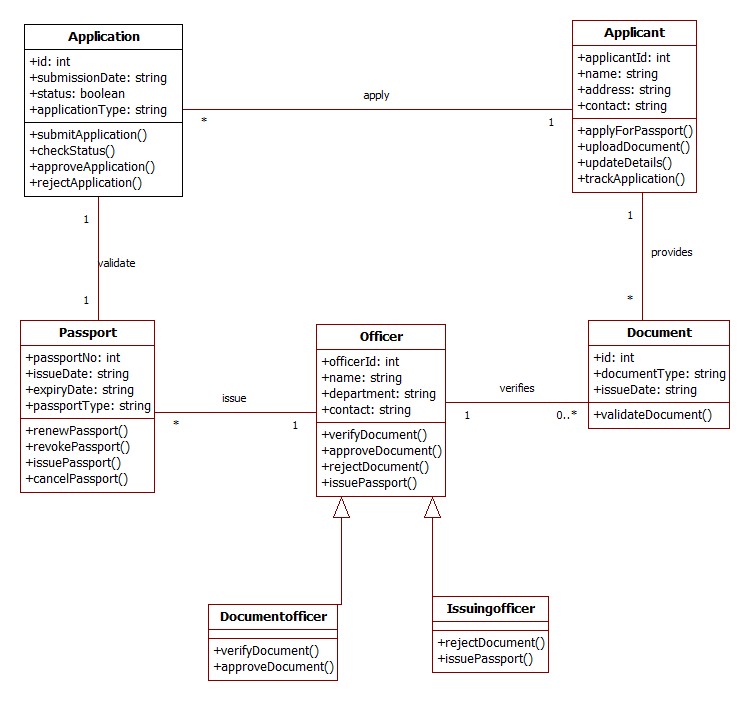 Application
+id: int
+submissionDate: string
+status: boolean
+applicationType: string
+submitApplication()
+checkStatus()
+approveApplication()
+rejectApplication()
apply
*
1
Applicant
+applicantId: int
+name: string
+address: string
+contact: string
+applyForPassport()
+uploadDocument()
+updateDetails()
+trackApplication()
1
validate
1
1
provides
*
Passport
+passportNo: int
+issueDate: string
+expiryDate: string
+passportType: string
+renewPassport()
+revokePassport()
+issuePassport()
+cancelPassport()
issue
*
1
Officer
+officerId: int
+name: string
+department: string
+contact: string
+verifyDocument()
+approveDocument()
+rejectDocument()
+issuePassport()
verifies
1
0..*
Document
+id: int
+documentType: string
+issueDate: string
+validateDocument()
Documentofficer
+verifyDocument()
+approveDocument()
Issuingofficer
+rejectDocument()
+issuePassport()